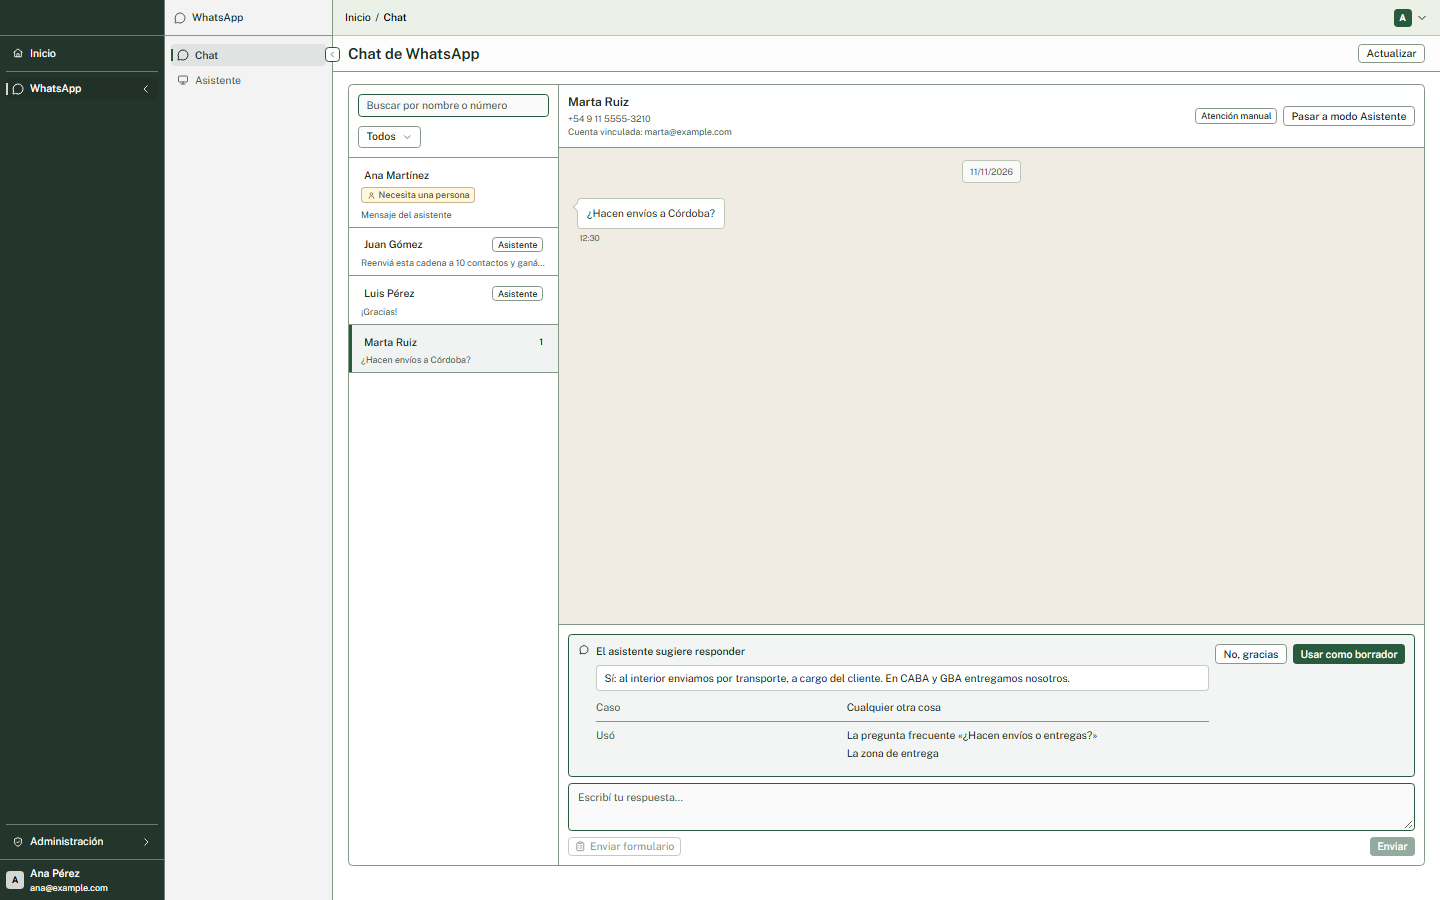 WhatsApp
Inicio / Chat
A
Inicio
WhatsApp
Chat
Asistente
Chat de WhatsApp
Actualizar
Buscar por nombre o número
Todos
Ana Martínez
Necesita una persona
Mensaje del asistente
Juan Gómez
Asistente
Reenviá esta cadena a 10 contactos y ganá...
Luis Pérez
Asistente
¡Gracias!
Marta Ruiz
1
¿Hacen envíos a Córdoba?
Marta Ruiz
+54 9 11 5555-3210
Cuenta vinculada: marta@example.com
Atención manual
Pasar a modo Asistente
11/11/2026
¿Hacen envíos a Córdoba?
12:30
El asistente sugiere responder
No, gracias
Usar como borrador
Sí: al interior enviamos por transporte, a cargo del cliente. En CABA y GBA entregamos nosotros.
Caso
Cualquier otra cosa
Usó
La pregunta frecuente «¿Hacen envíos o entregas?»
La zona de entrega
Escribí tu respuesta...
Enviar formulario
Enviar
Administración
A
Ana Pérez
ana@example.com